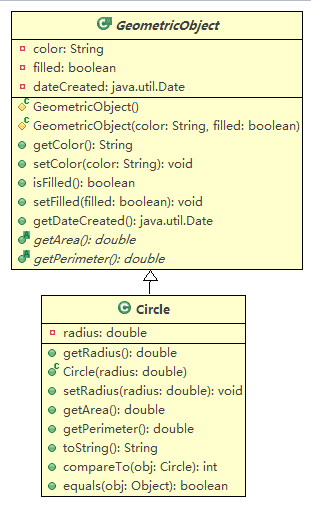 GeometricObject
color: String
filled: boolean
dateCreated: java.util.Date
GeometricObject()
GeometricObject(color: String, filled: boolean)
getColor(): String
setColor(color: String): void
isFilled(): boolean
setFilled(filled: boolean): void
getDateCreated(): java.util.Date
getArea(): double
getPerimeter(): double
Circle
radius: double
getRadius(): double
Circle(radius: double)
setRadius(radius: double): void
getArea(): double
getPerimeter(): double
toString(): String
compareTo(obj: Circle): int
equals(obj: Object): boolean